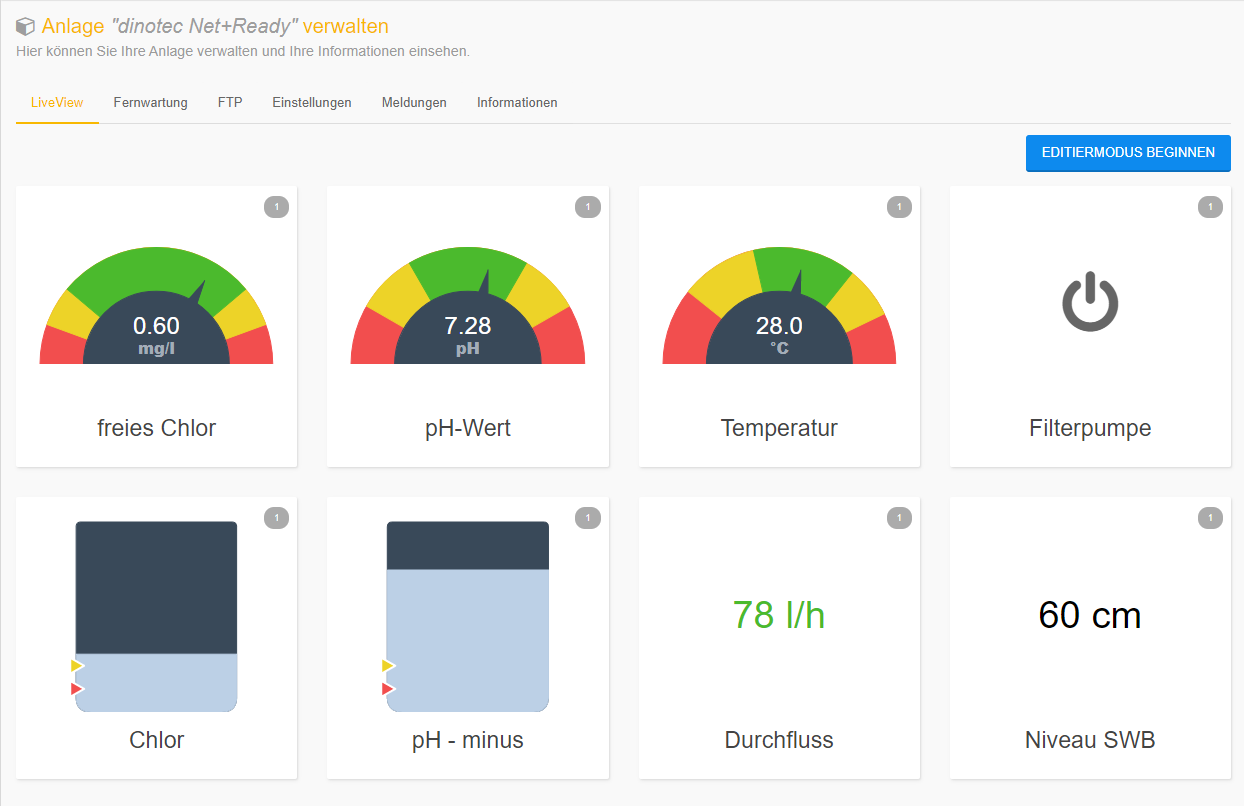 Anlage "dinotec Net+Ready" verwalten
Hier können Sie Ihre Anlage verwalten und Ihre Informationen einsehen.
LiveView Fernwartung FTP Einstellungen Meldungen Informationen
EDITIERMODUS BEGINNEN
1 1 1 1
0.60 7.28 28.0
mg/l pH °C
freies Chlor pH-Wert Temperatur Filterpumpe
1 1 1 1
78 l/h 60 cm
Chlor pH - minus Durchfluss Niveau SWB